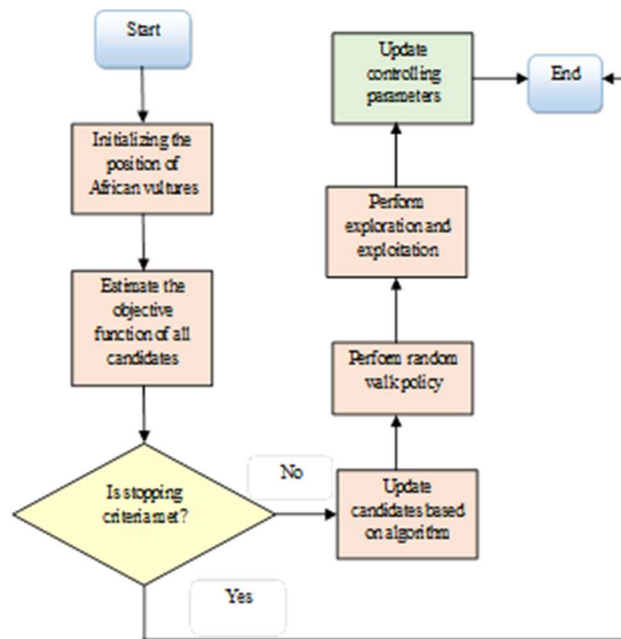 Start
Initializing the
position of
African vultures
Estimate the
objective
function of all
candidates
Is stopping
criteria met?
No
Yes
Update
candidates based
on algorithm
Perform random
walk policy
Perform
exploration and
exploitation
Update
controlling
parameters
End